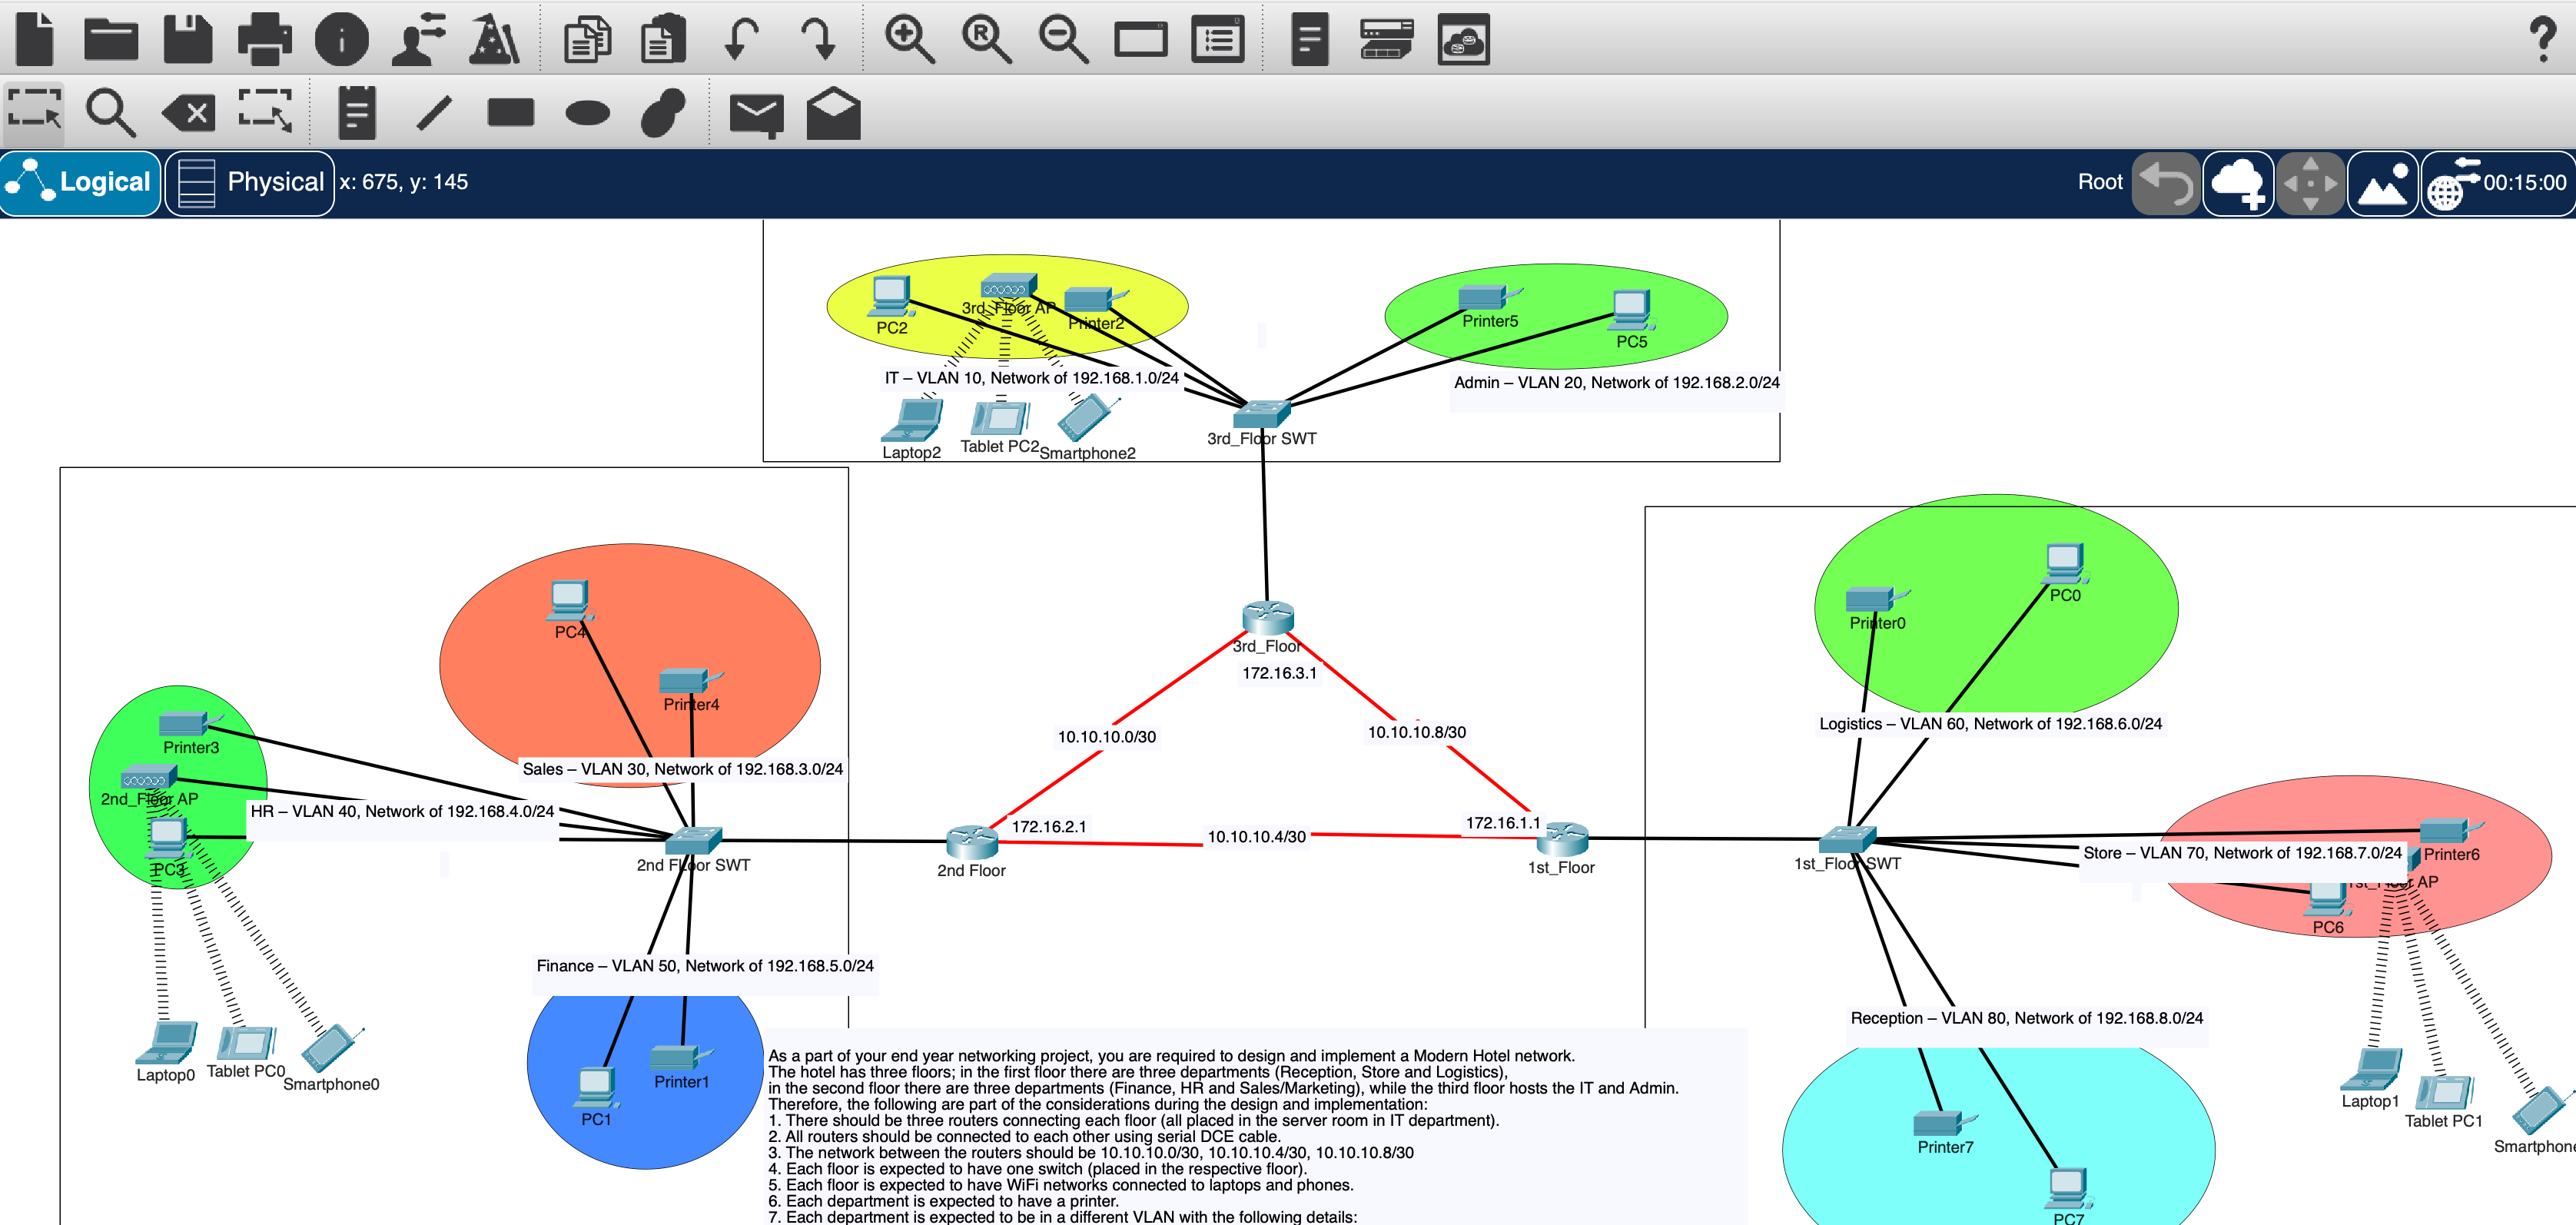 R
?
Logical
Physical
x: 675, y: 145
Root
00:15:00
PC2
3rd_Floor AP
Printer2
Printer5
PC5
IT – VLAN 10, Network of 192.168.1.0/24
Admin – VLAN 20, Network of 192.168.2.0/24
Laptop2
Tablet PC2
Smartphone2
3rd_Floor SWT
PC4
Printer4
Printer3
2nd_Floor AP
Sales – VLAN 30, Network of 192.168.3.0/24
HR – VLAN 40, Network of 192.168.4.0/24
PC3
2nd Floor SWT
3rd_Floor
172.16.3.1
10.10.10.0/30
10.10.10.8/30
172.16.2.1
10.10.10.4/30
172.16.1.1
2nd Floor
1st_Floor
PC0
Printer0
Logistics – VLAN 60, Network of 192.168.6.0/24
1st_Floor SWT
Store – VLAN 70, Network of 192.168.7.0/24
Printer6
1st_Floor AP
PC6
Finance – VLAN 50, Network of 192.168.5.0/24
Reception – VLAN 80, Network of 192.168.8.0/24
Laptop0
Tablet PC0
Smartphone0
PC1
Printer1
Laptop1
Tablet PC1
Smartphone
Printer7
PC7
As a part of your end year networking project, you are required to design and implement a Modern Hotel network.
The hotel has three floors; in the first floor there are three departments (Reception, Store and Logistics),
in the second floor there are three departments (Finance, HR and Sales/Marketing), while the third floor hosts the IT and Admin.
Therefore, the following are part of the considerations during the design and implementation:
1. There should be three routers connecting each floor (all placed in the server room in IT department).
2. All routers should be connected to each other using serial DCE cable.
3. The network between the routers should be 10.10.10.0/30, 10.10.10.4/30, 10.10.10.8/30
4. Each floor is expected to have one switch (placed in the respective floor).
5. Each floor is expected to have WiFi networks connected to laptops and phones.
6. Each department is expected to have a printer.
7. Each department is expected to be in a different VLAN with the following details: